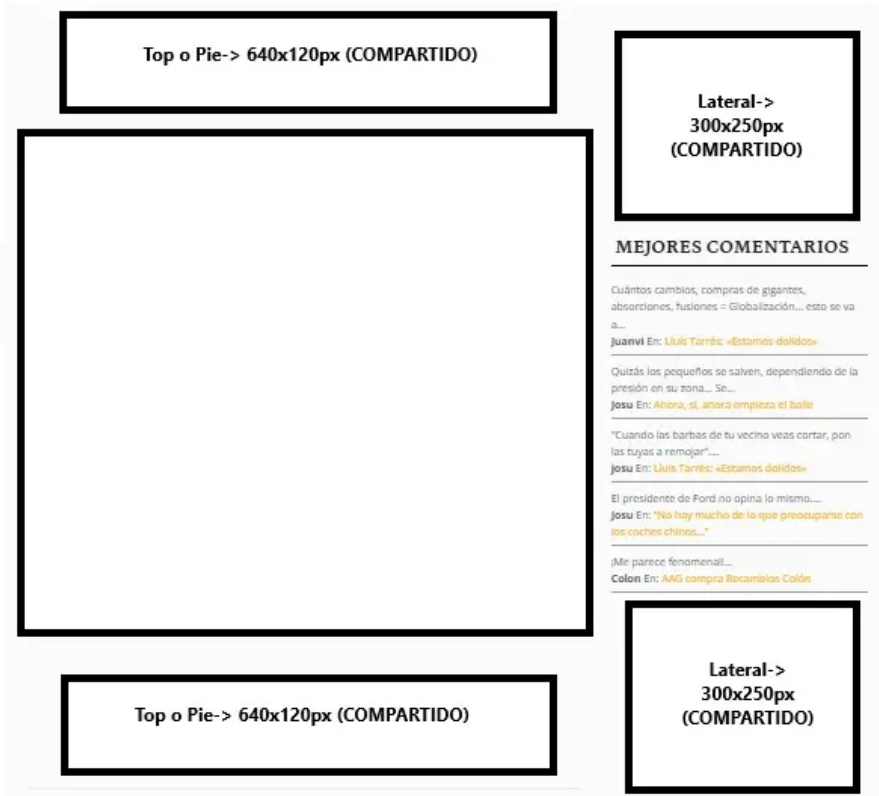 Top o Pie-> 640x120px (COMPARTIDO)
Lateral->
300x250px
(COMPARTIDO)
MEJORES COMENTARIOS
Cuántos cambios, compras de gigantes,
absorciones, fusiones = Globalización... esto se va
a...
Juanvi En: Lluis Tarrés: «Estamos dolidos»
Quizás los pequeños se salven, dependiendo de la
presión en su zona... Se...
Josu En: Ahora, sí, ahora empieza el baile
"Cuando las barbas de tu vecino veas cortar, pon
las tuyas a remojar"....
Josu En: Lluis Tarrés: «Estamos dolidos»
El presidente de Ford no opina lo mismo....
Josu En: "No hay mucho de lo que preocuparse con
los coches chinos..."
¡Me parece fenomenal!...
Colon En: AAG compra Recambios Colón
Lateral->
300x250px
(COMPARTIDO)
Top o Pie-> 640x120px (COMPARTIDO)